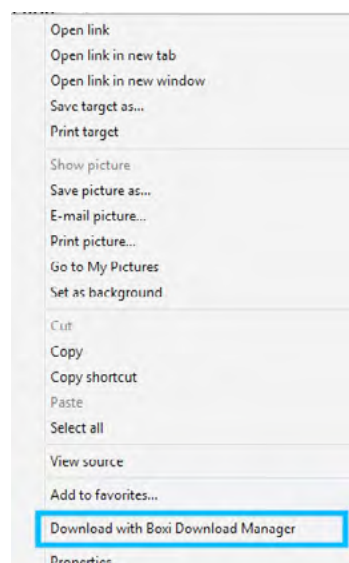 Open link
Open link in new tab
Open link in new window
Save target as...
Print target
Show picture
Save picture as...
E-mail picture...
Print picture...
Go to My Pictures
Set as background
Cut
Copy
Copy shortcut
Paste
Select all
View source
Add to favorites...
Download with Boxi Download Manager
Properties